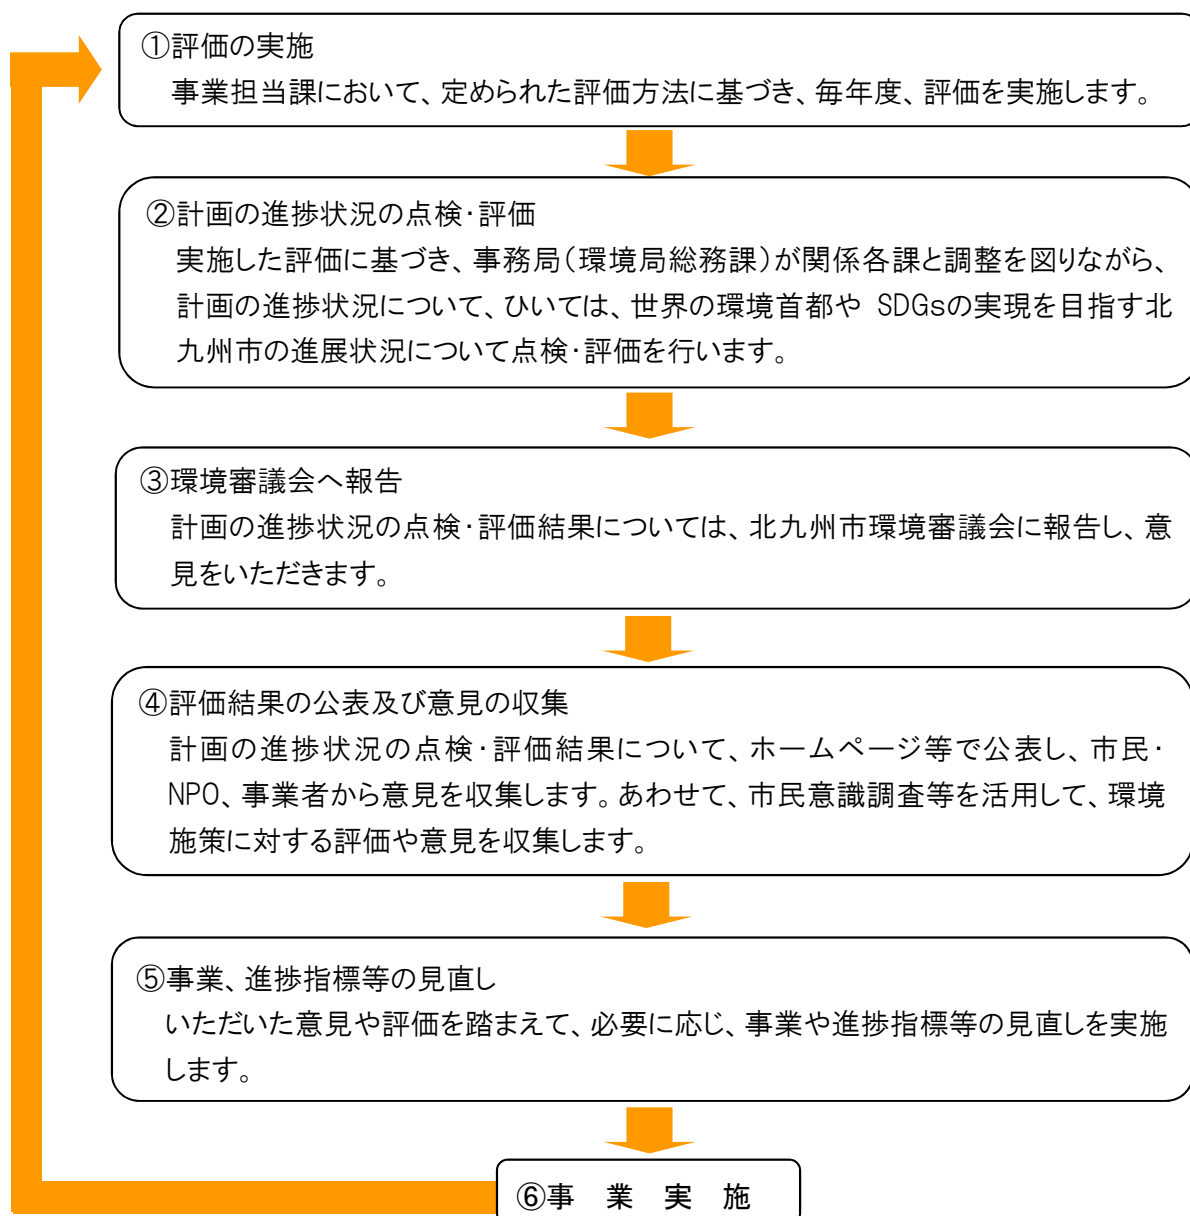 ①評価の実施
事業担当課において、定められた評価方法に基づき、毎年度、評価を実施します。
②計画の進捗状況の点検・評価
実施した評価に基づき、事務局（環境局総務課）が関係各課と調整を図りながら、
計画の進捗状況について、ひいては、世界の環境首都や SDGsの実現を目指す北
九州市の進展状況について点検・評価を行います。
③環境審議会へ報告
計画の進捗状況の点検・評価結果については、北九州市環境審議会に報告し、意
見をいただきます。
④評価結果の公表及び意見の収集
計画の進捗状況の点検・評価結果について、ホームページ等で公表し、市民・
NPO、事業者から意見を収集します。あわせて、市民意識調査等を活用して、環境
施策に対する評価や意見を収集します。
⑤事業、進捗指標等の見直し
いただいた意見や評価を踏まえて、必要に応じ、事業や進捗指標等の見直しを実施
します。
⑥事　業　実　施